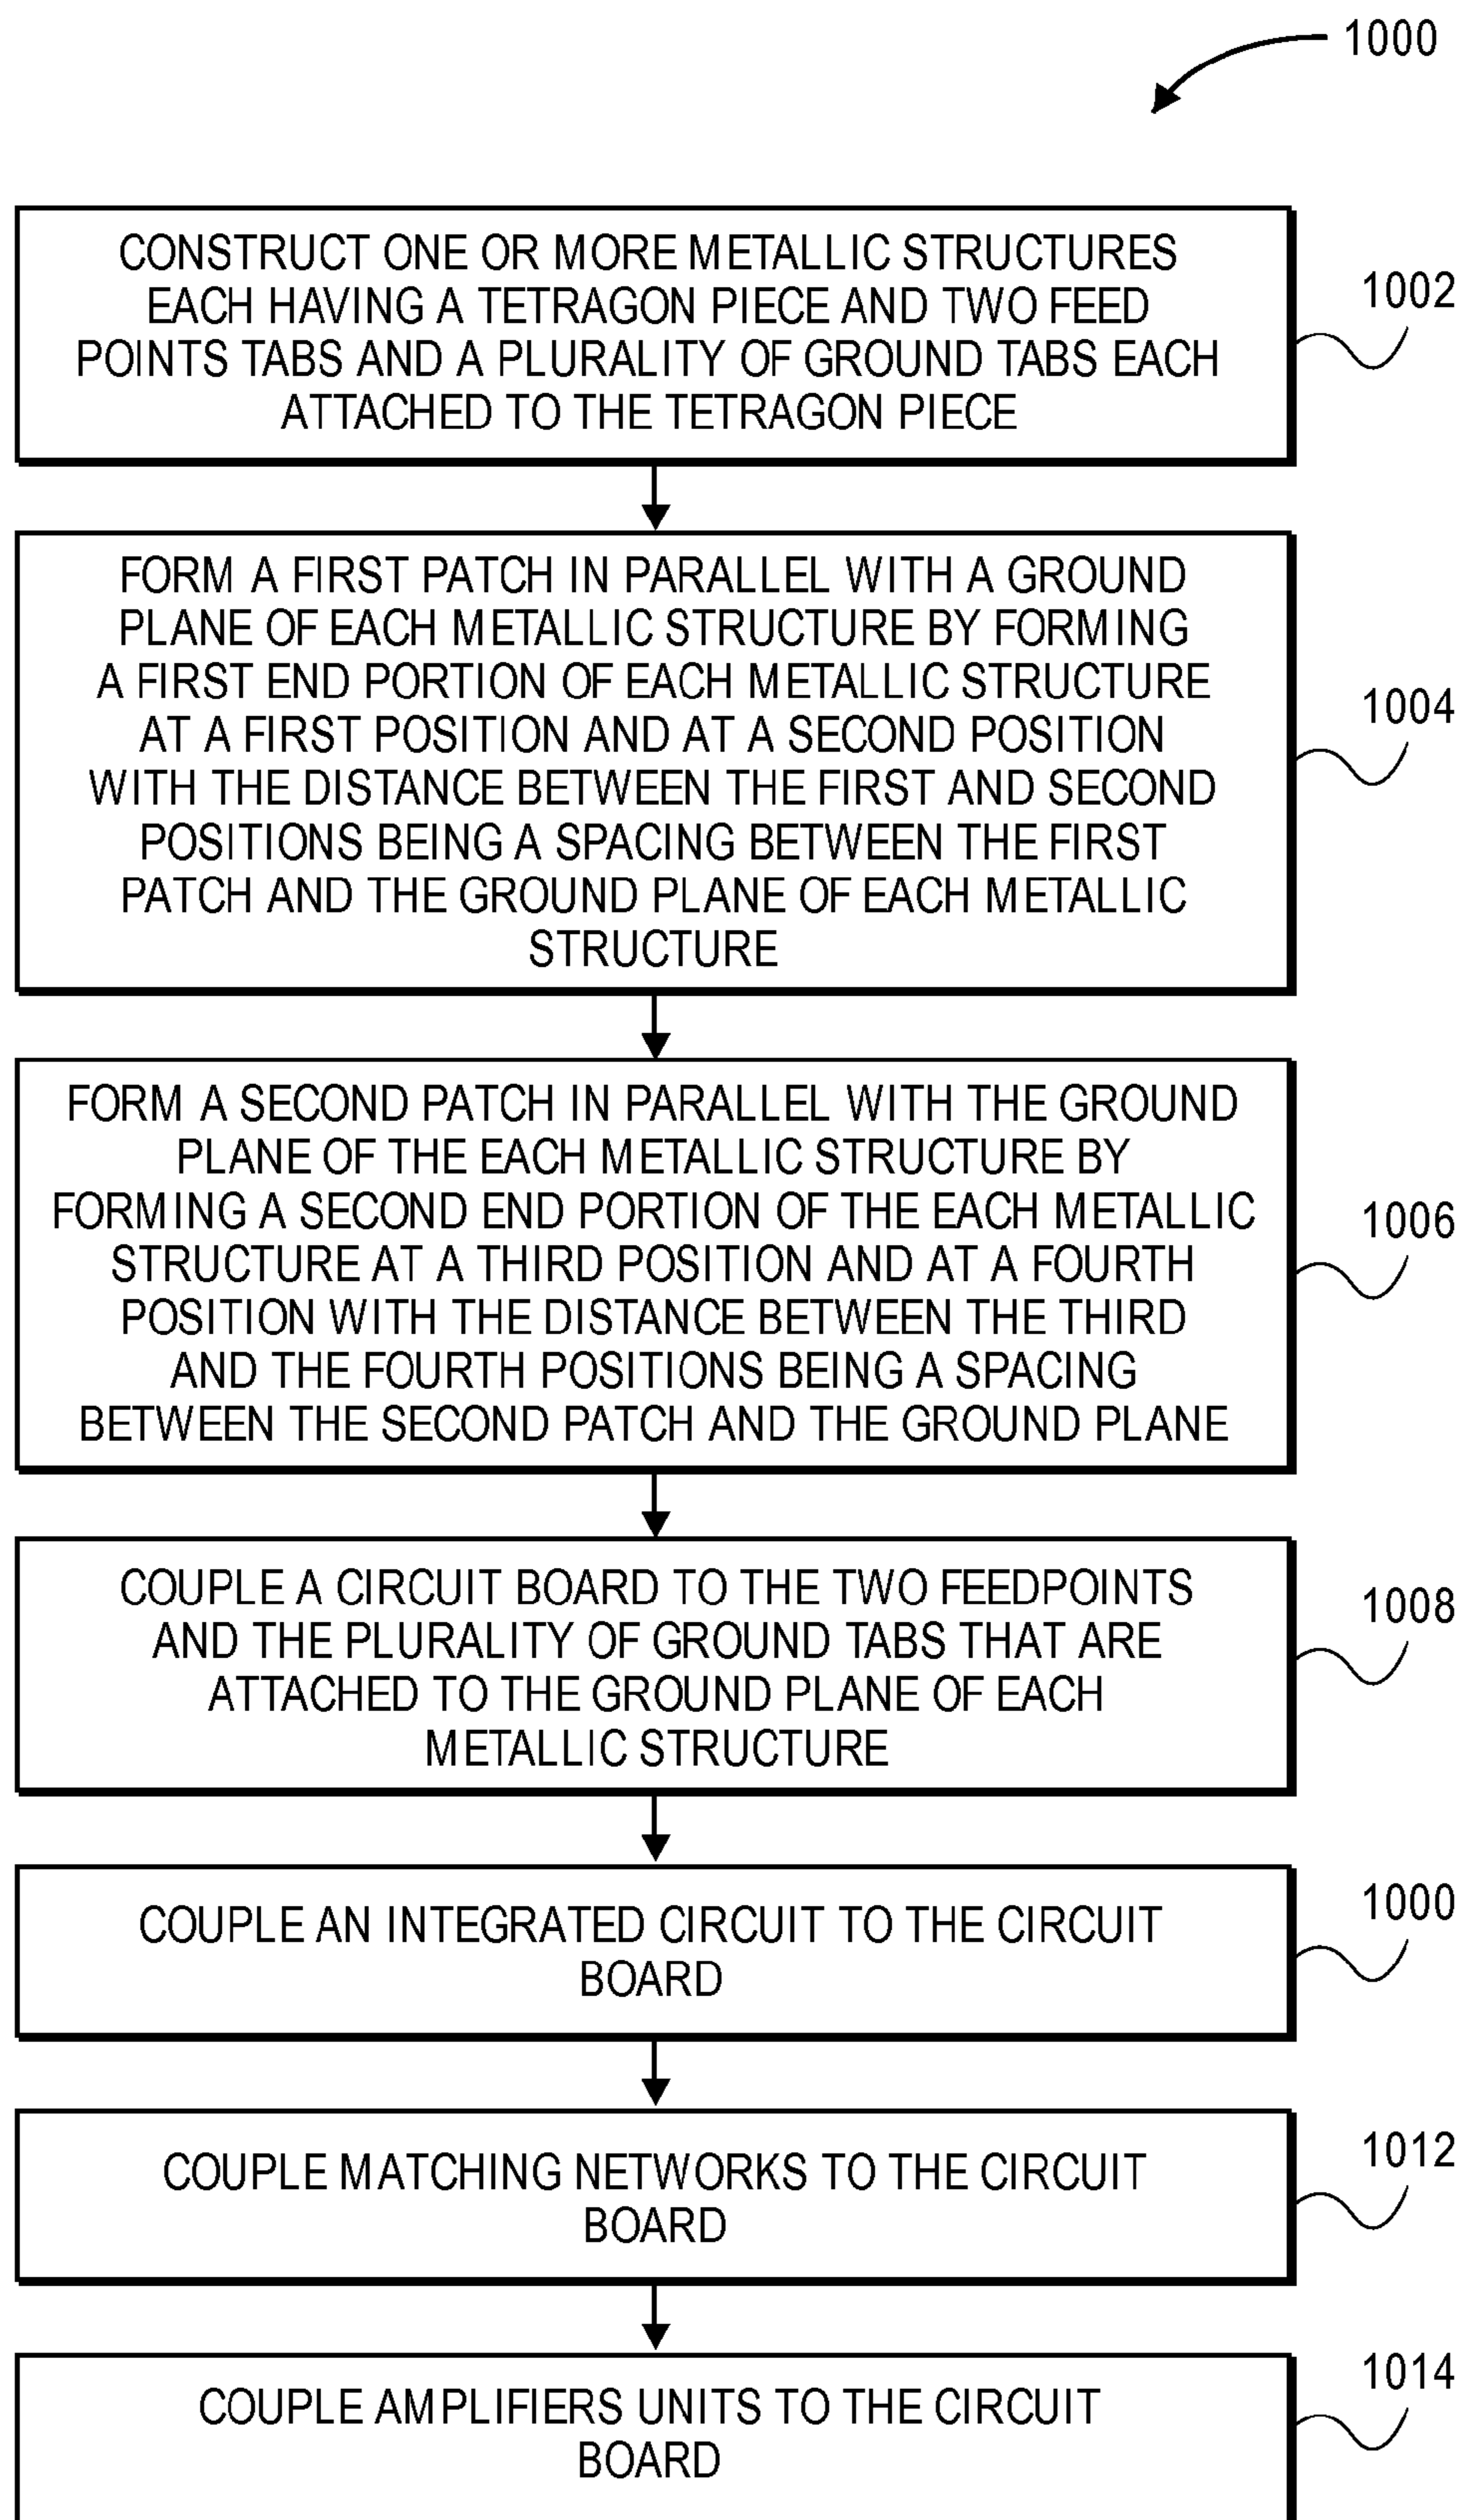 1000
CONSTRUCT ONE OR MORE METALLIC STRUCTURES
EACH HAVING A TETRAGON PIECE AND TWO FEED
POINTS TABS AND A PLURALITY OF GROUND TABS EACH
ATTACHED TO THE TETRAGON PIECE
1002
FORM A FIRST PATCH IN PARALLEL WITH A GROUND
PLANE OF EACH METALLIC STRUCTURE BY FORMING
A FIRST END PORTION OF EACH METALLIC STRUCTURE
AT A FIRST POSITION AND AT A SECOND POSITION
WITH THE DISTANCE BETWEEN THE FIRST AND SECOND
POSITIONS BEING A SPACING BETWEEN THE FIRST
PATCH AND THE GROUND PLANE OF EACH METALLIC
STRUCTURE
1004
FORM A SECOND PATCH IN PARALLEL WITH THE GROUND
PLANE OF THE EACH METALLIC STRUCTURE BY
FORMING A SECOND END PORTION OF THE EACH METALLIC
STRUCTURE AT A THIRD POSITION AND AT A FOURTH
POSITION WITH THE DISTANCE BETWEEN THE THIRD
AND THE FOURTH POSITIONS BEING A SPACING
BETWEEN THE SECOND PATCH AND THE GROUND PLANE
1006
COUPLE A CIRCUIT BOARD TO THE TWO FEEDPOINTS
AND THE PLURALITY OF GROUND TABS THAT ARE
ATTACHED TO THE GROUND PLANE OF EACH
METALLIC STRUCTURE
1008
COUPLE AN INTEGRATED CIRCUIT TO THE CIRCUIT
BOARD
1000
COUPLE MATCHING NETWORKS TO THE CIRCUIT
BOARD
1012
COUPLE AMPLIFIERS UNITS TO THE CIRCUIT
BOARD
1014